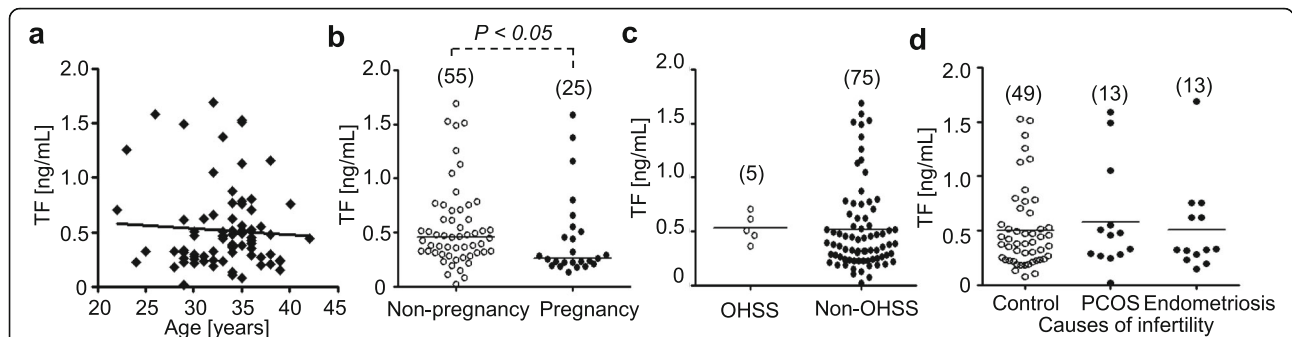 a
TF [ng/mL]
2.0
1.5
1.0
0.5
0
20 25 30 35 40 45
Age [years]
b
P < 0.05
TF [ng/mL]
2.0
1.5
1.0
0.5
0
(55) (25)
Non-pregnancy Pregnancy
c
TF [ng/mL]
2.0
1.5
1.0
0.5
0
(5) (75)
OHSS Non-OHSS
d
TF [ng/mL]
2.0
1.5
1.0
0.5
0
(49) (13) (13)
Control PCOS Endometriosis
Causes of infertility